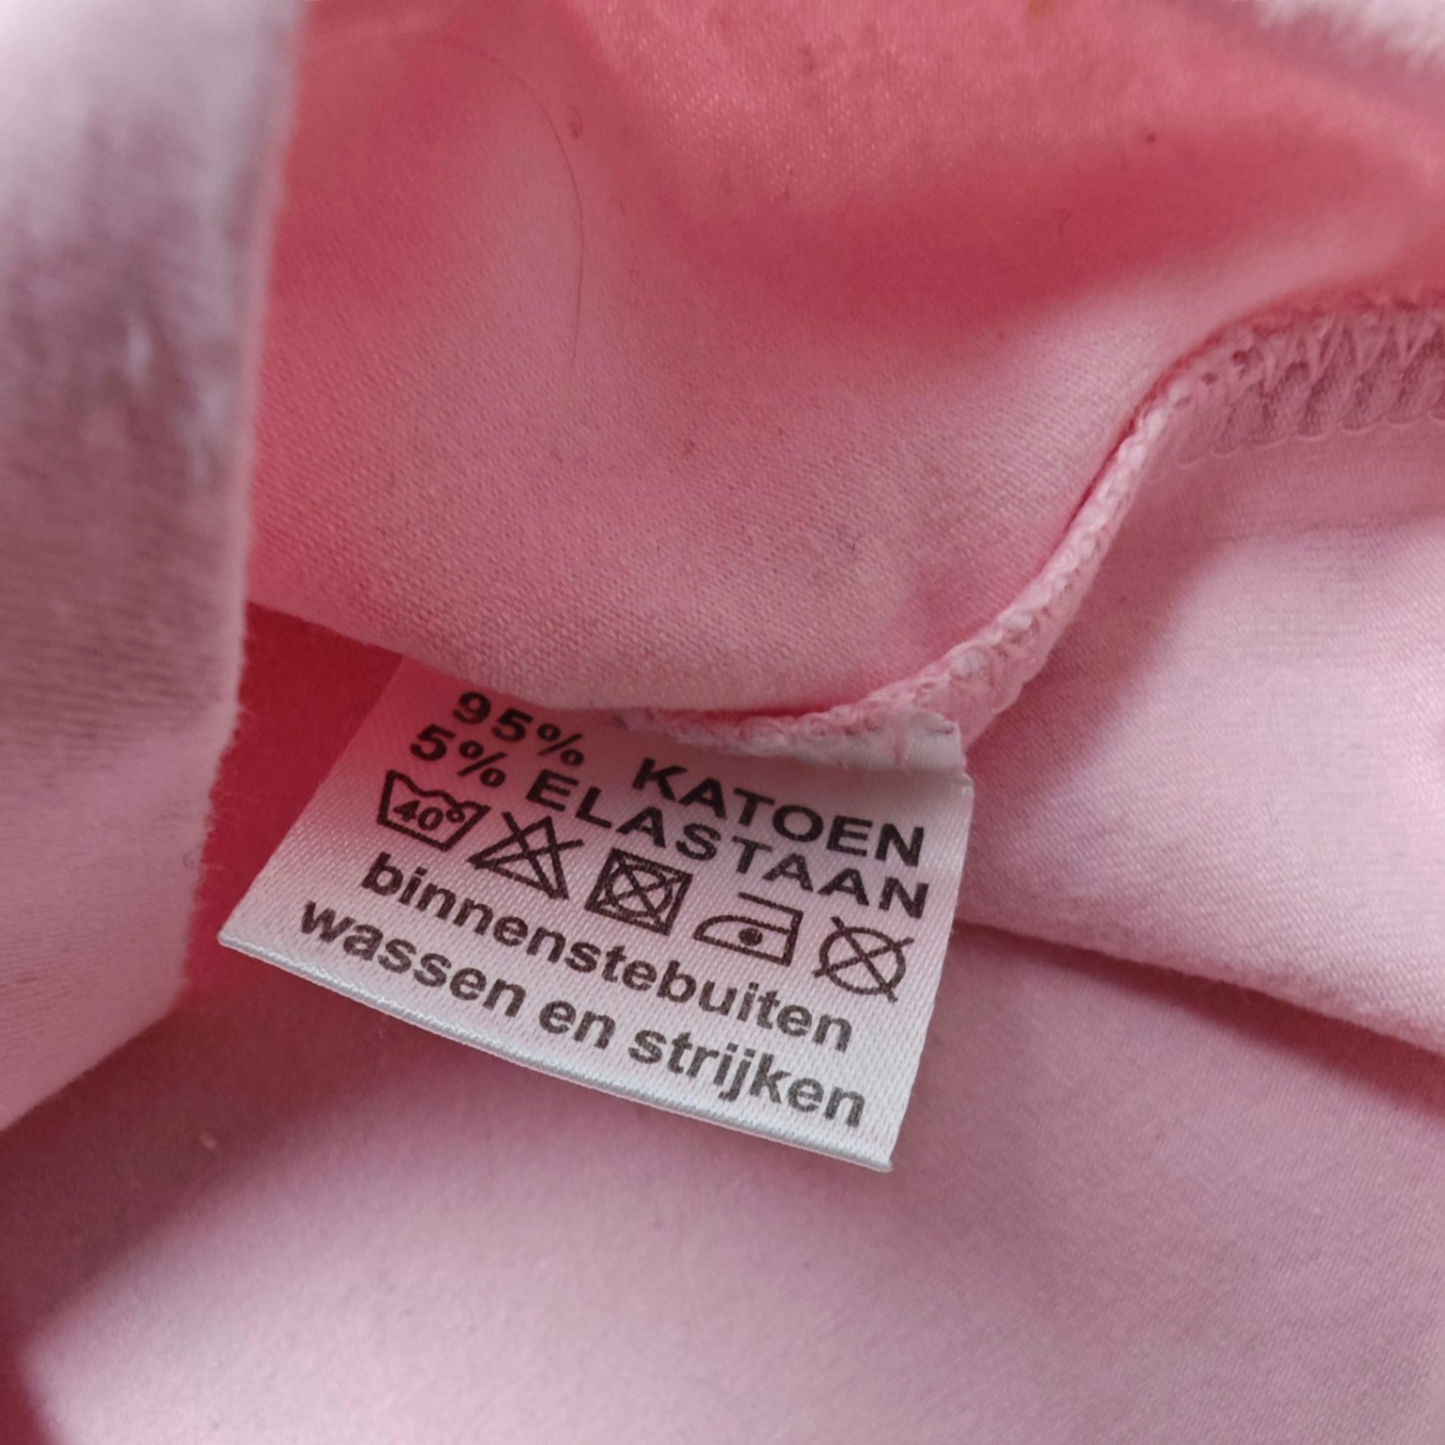 95% KATOEN
5% ELASTAAN
40°
binnenstebuiten
wassen en strijken